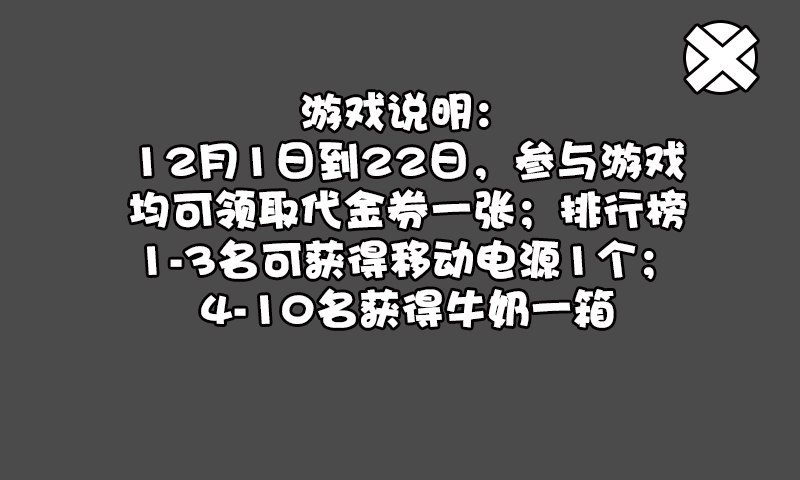 游戏说明：
12月1日到22日，参与游戏
均可领取代金券一张；排行榜
1-3名可获得移动电源1个；
4-10名获得牛奶一箱